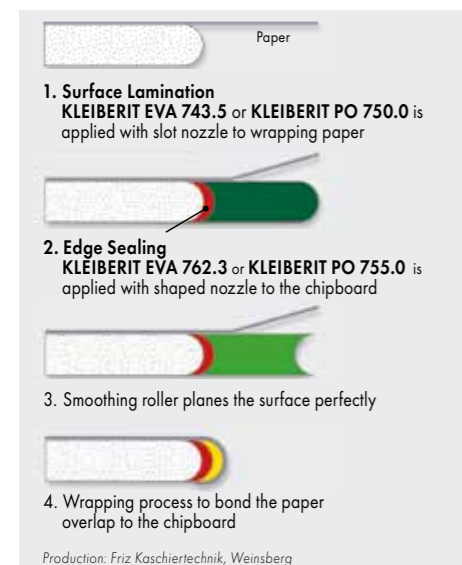 Paper
1. Surface Lamination
KLEIBERIT EVA 743.5 or KLEIBERIT PO 750.0 is
applied with slot nozzle to wrapping paper
2. Edge Sealing
KLEIBERIT EVA 762.3 or KLEIBERIT PO 755.0 is
applied with shaped nozzle to the chipboard
3. Smoothing roller planes the surface perfectly
4. Wrapping process to bond the paper
overlap to the chipboard
Production: Friz Kaschiertechnik, Weinsberg